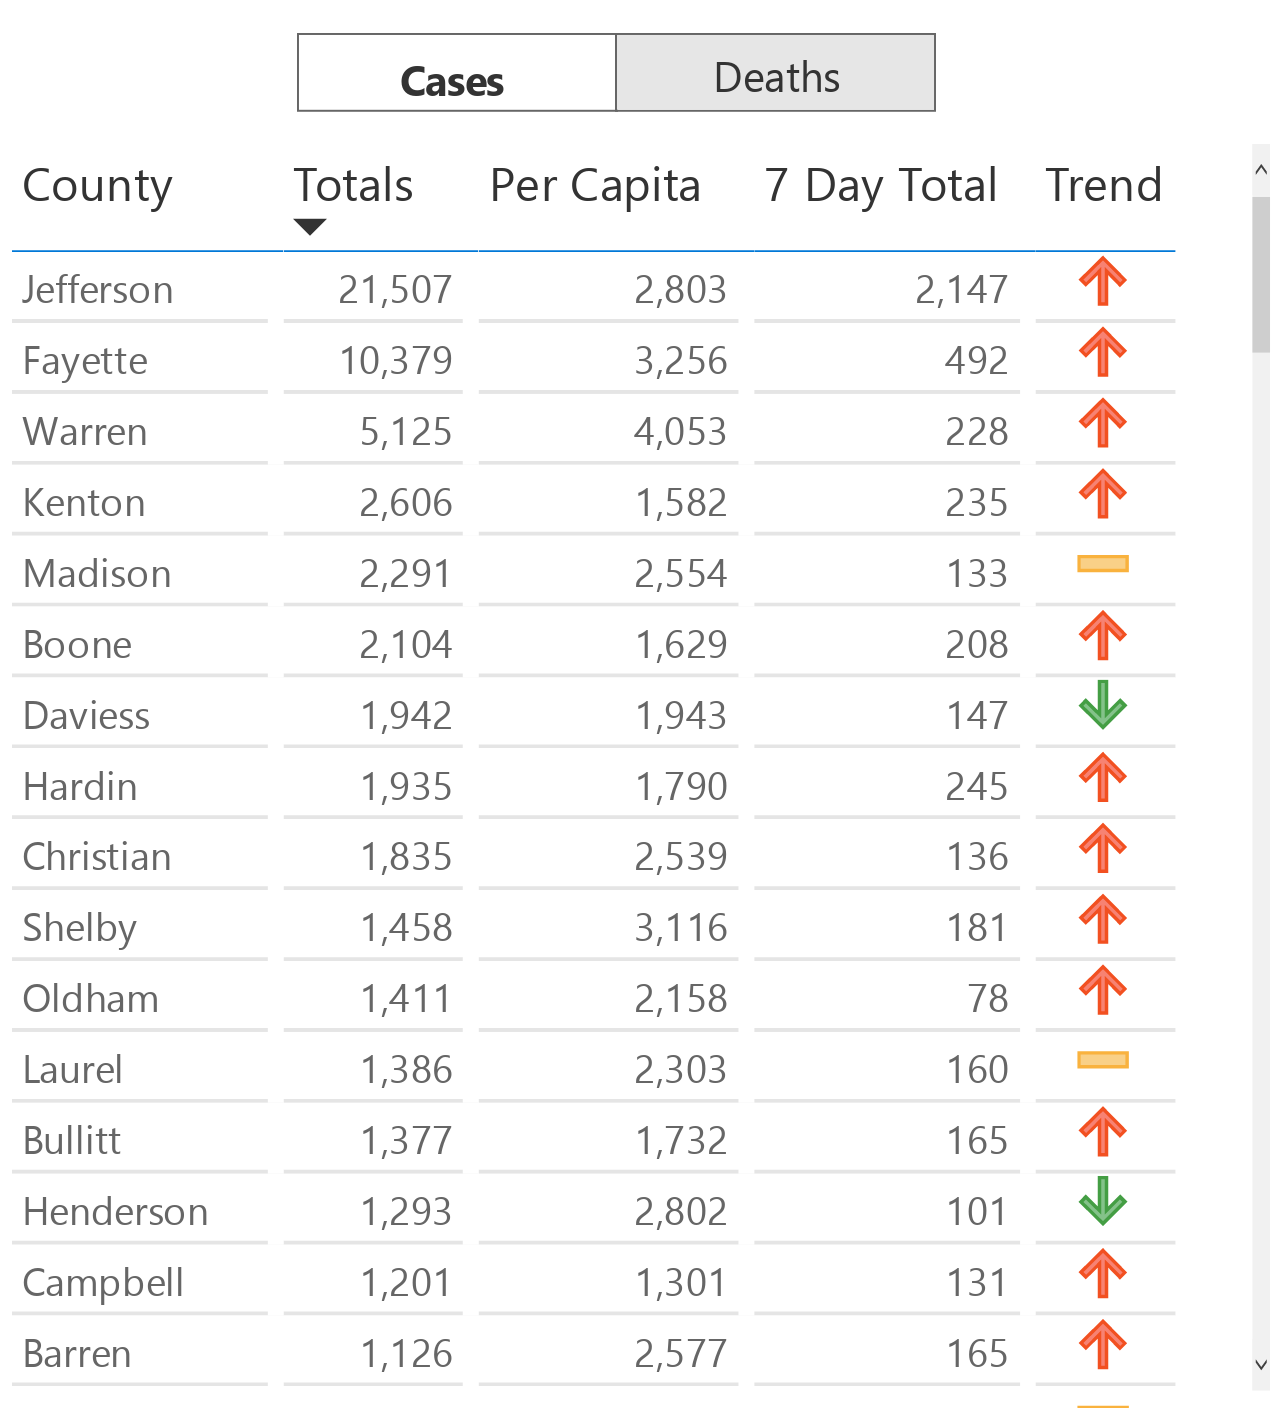 Cases Deaths
County Totals Per Capita 7 Day Total Trend
Jefferson 21,507 2,803 2,147
Fayette 10,379 3,256 492
Warren 5,125 4,053 228
Kenton 2,606 1,582 235
Madison 2,291 2,554 133
Boone 2,104 1,629 208
Daviess 1,942 1,943 147
Hardin 1,935 1,790 245
Christian 1,835 2,539 136
Shelby 1,458 3,116 181
Oldham 1,411 2,158 78
Laurel 1,386 2,303 160
Bullitt 1,377 1,732 165
Henderson 1,293 2,802 101
Campbell 1,201 1,301 131
Barren 1,126 2,577 165